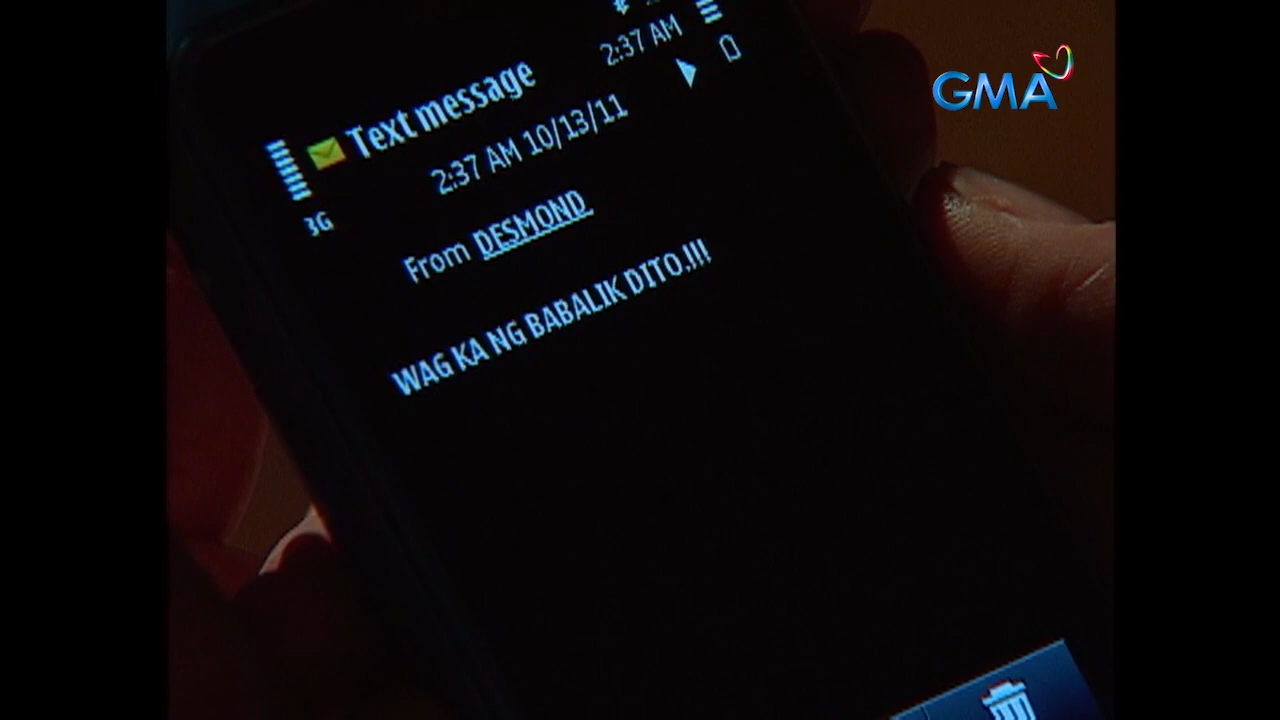 GMA
2:37 AM
Text message
2:37 AM 10/13/11
3G
From DESMOND
WAG KA NG BABALIK DITO.!!!